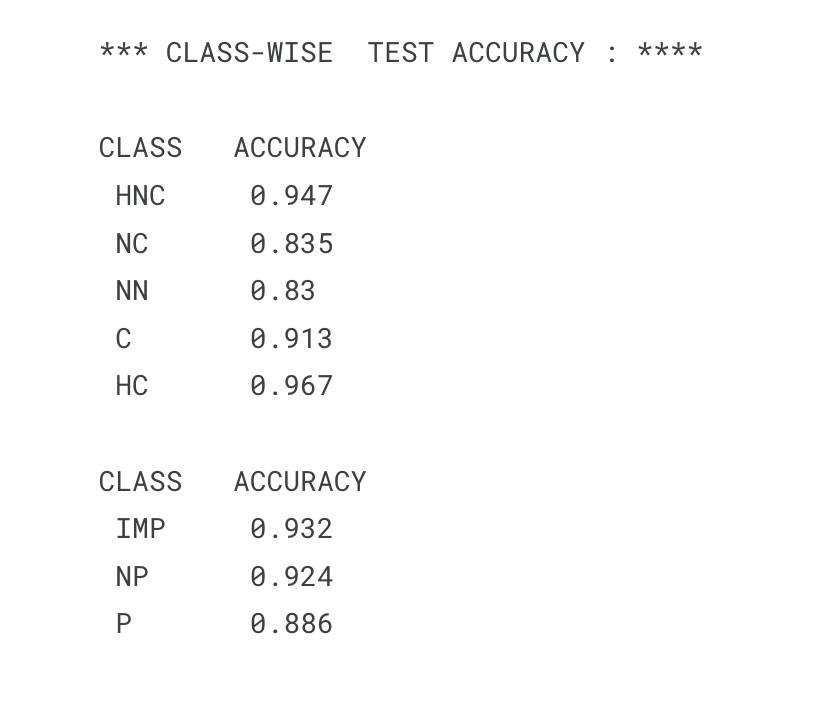 *** CLASS-WISE  TEST ACCURACY : ****
CLASS   ACCURACY
HNC     0.947
NC      0.835
NN      0.83
C       0.913
HC      0.967
CLASS   ACCURACY
IMP     0.932
NP      0.924
P       0.886